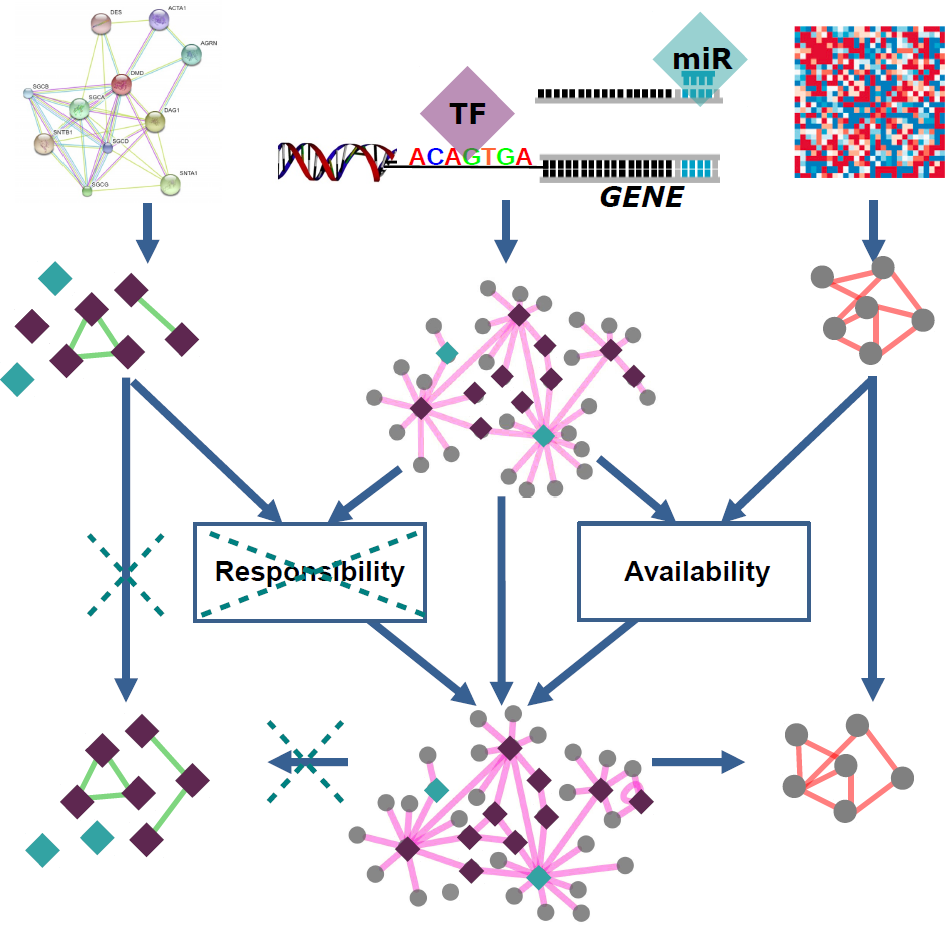 DES
ACTA1
AGRN
DMD
SGCB
SGCA
DAG1
SNTB1
SGCD
SGCG
SNTA1
TF
miR
ACAGTGA
GENE
Responsibility
Availability